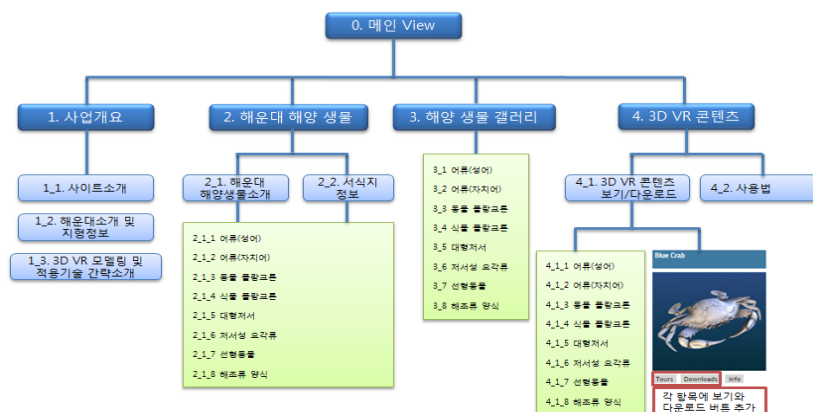 0. 메인 View
1. 사업개요
2. 해운대 해양 생물
3. 해양 생물 갤러리
4. 3D VR 콘텐츠
1_1. 사이트소개
1_2. 해운대소개 및
지형정보
1_3. 3D VR 모델링 및
적용기술 간략소개
2_1. 해운대
해양생물소개
2_2. 서식지
정보
2_1_1 어류(성어)
2_1_2 어류(자치어)
2_1_3 동물 플랑크톤
2_1_4 식물 플랑크톤
2_1_5 대형저서
2_1_6 저서성 요각류
2_1_7 선형동물
2_1_8 해조류 양식
3_1 어류(성어)
3_2 어류(자치어)
3_3 동물 플랑크톤
3_4 식물 플랑크톤
3_5 대형저서
3_6 저서성 요각류
3_7 선형동물
3_8 해조류 양식
4_1. 3D VR 콘텐츠
보기/다운로드
4_2. 사용법
4_1_1 어류(성어)
4_1_2 어류(자치어)
4_1_3 동물 플랑크톤
4_1_4 식물 플랑크톤
4_1_5 대형저서
4_1_6 저서성 요각류
4_1_7 선형동물
4_1_8 해조류 양식
Blue Crab
Tours Downloads Info
각 항목에 보기와
다운로드 버튼 추가